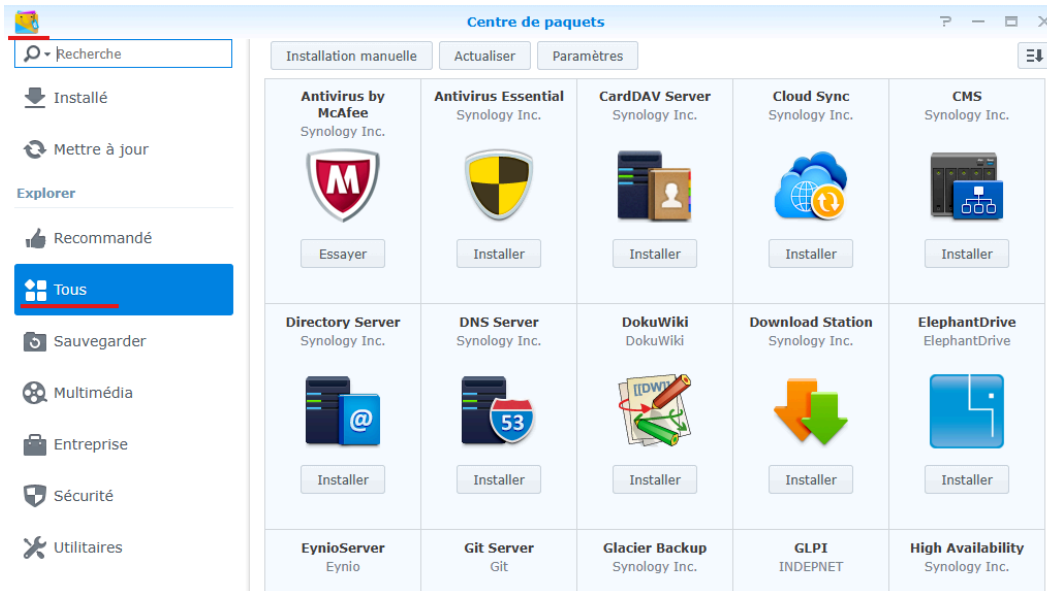 Centre de paquets
Recherche
Installation manuelle
Actualiser
Paramètres
Installé
Mettre à jour
Explorer
Recommandé
Tous
Sauvegarder
Multimédia
Entreprise
Sécurité
Utilitaires
Antivirus by
McAfee
Synology Inc.
Essayer
Antivirus Essential
Synology Inc.
Installer
CardDAV Server
Synology Inc.
Installer
Cloud Sync
Synology Inc.
Installer
CMS
Synology Inc.
Installer
Directory Server
Synology Inc.
@
Installer
DNS Server
Synology Inc.
53
Installer
DokuWiki
DokuWiki
[[DW]]
Installer
Download Station
Synology Inc.
Installer
ElephantDrive
ElephantDrive
Installer
EynioServer
Eynio
Git Server
Git
Glacier Backup
Synology Inc.
GLPI
INDEPNET
High Availability
Synology Inc.